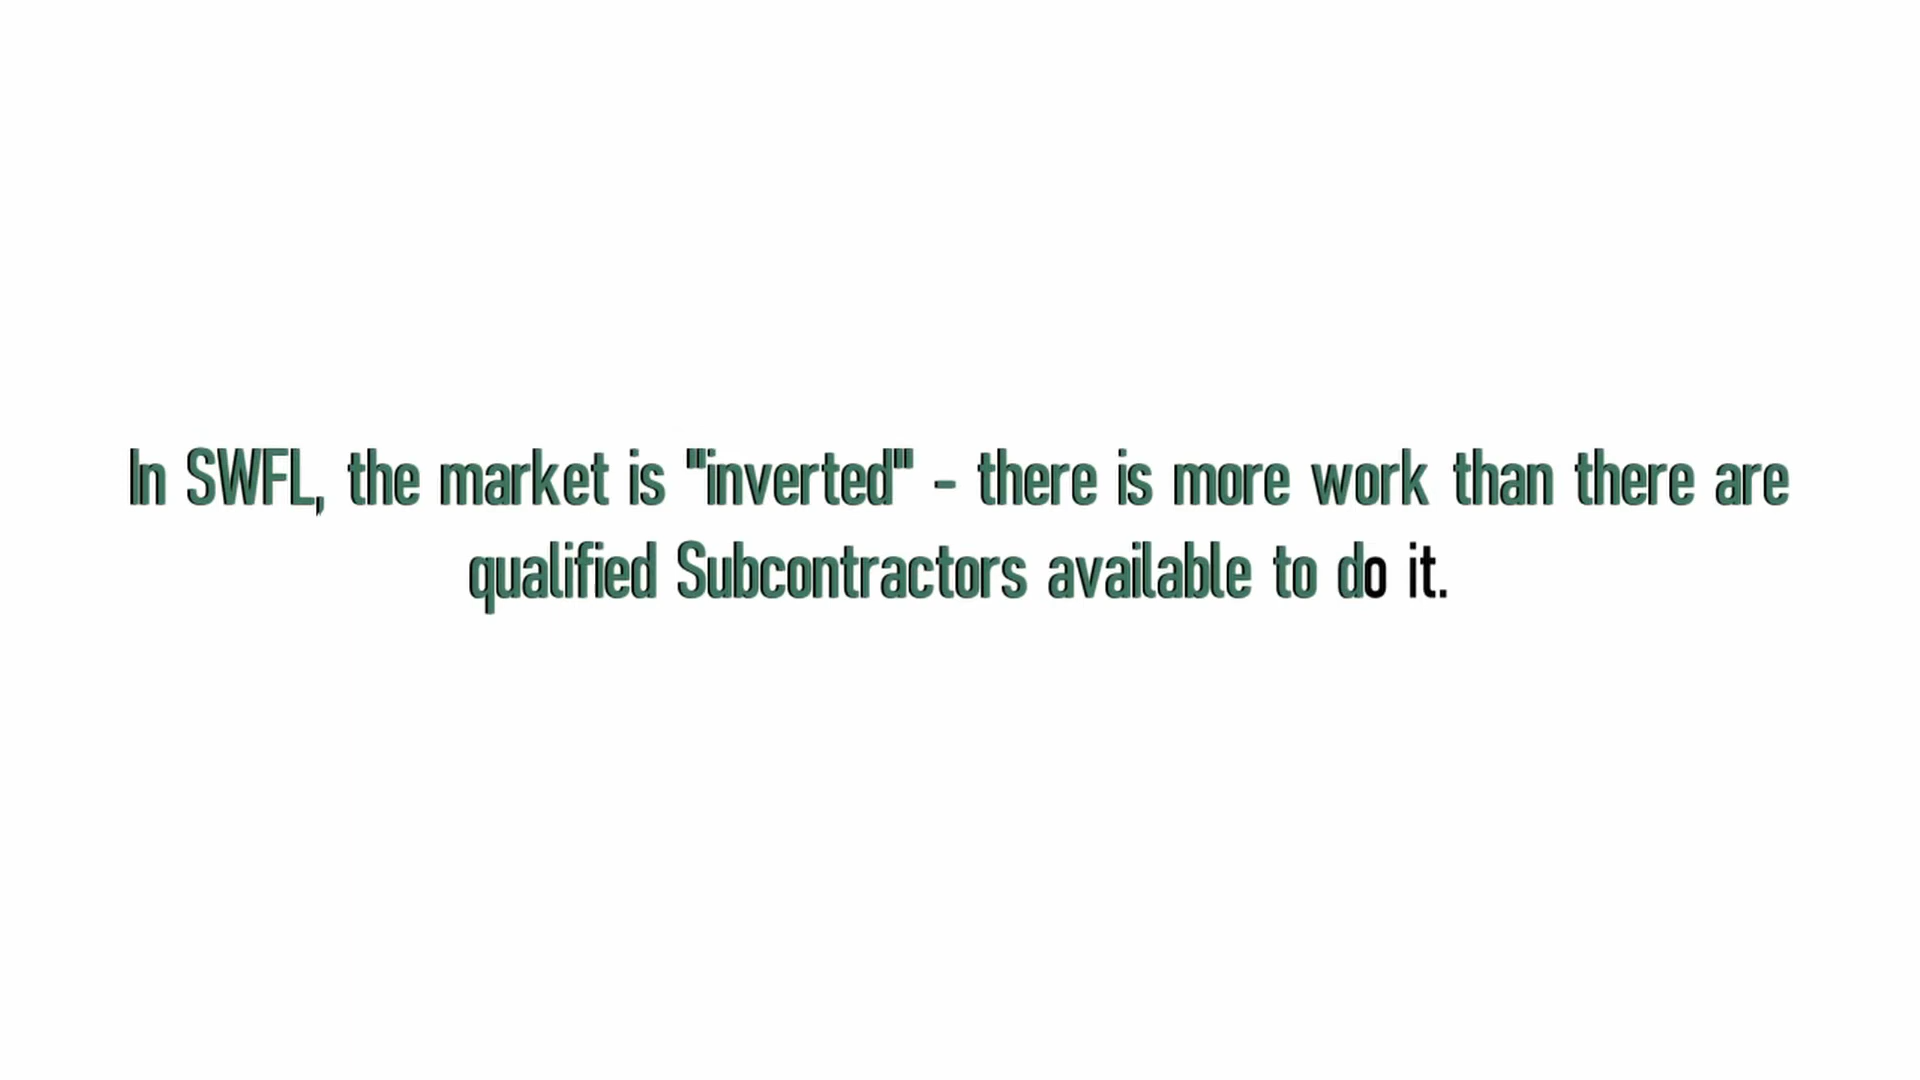 In SWFL, the market is "inverted" - there is more work than there are
qualified Subcontractors available to do it.